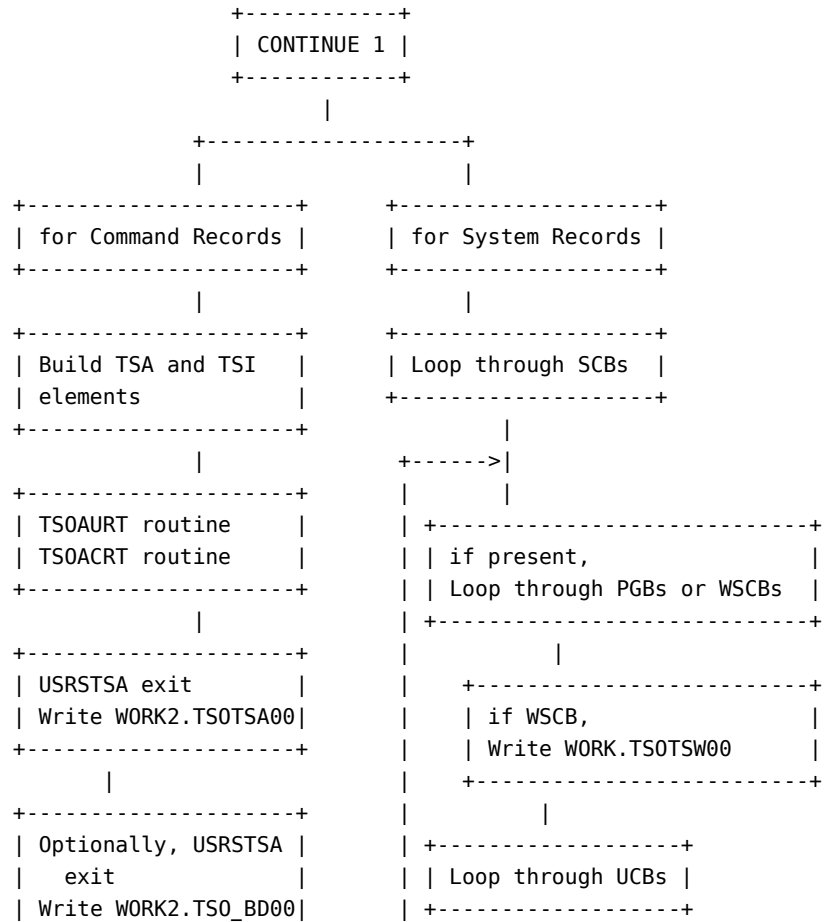 CONTINUE 1
for Command Records
for System Records
Build TSA and TSI
elements
Loop through SCBs
TSOAURT routine
TSOACRT routine
if present,
Loop through PGBs or WSCBs
USRSTSA exit
Write WORK2.TSOTSA00
if WSCB,
Write WORK.TSOTSW00
Optionally, USRSTSA
exit
Write WORK2.TSO_BD00
Loop through UCBs